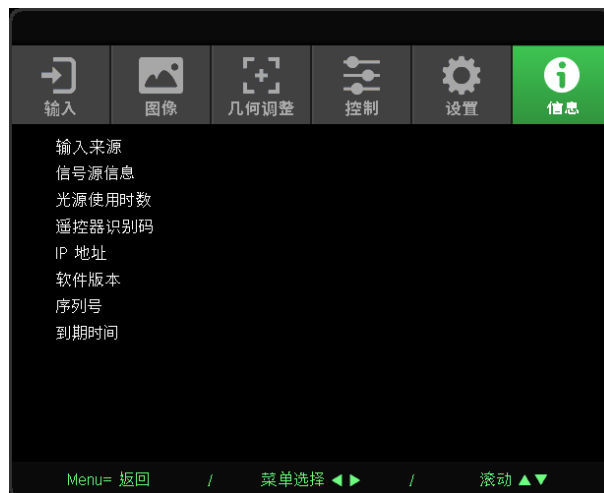 输入 图像 几何调整 控制 设置 信息
输入来源
信号源信息
光源使用时数
遥控器识别码
IP 地址
软件版本
序列号
到期时间
Menu= 返回 / 菜单选择 ◀ ▶ / 滚动 ▲▼